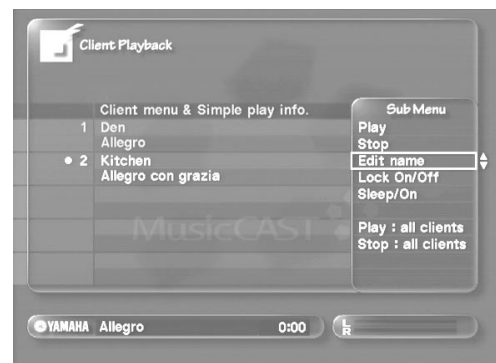 Client Playback
Client menu & Simple play info.
1 Den
Allegro
2 Kitchen
Allegro con grazia
MusicCAST
Sub Menu
Play
Stop
Edit name
Lock On/Off
Sleep/On
Play : all clients
Stop : all clients
YAMAHA Allegro 0:00
L
R